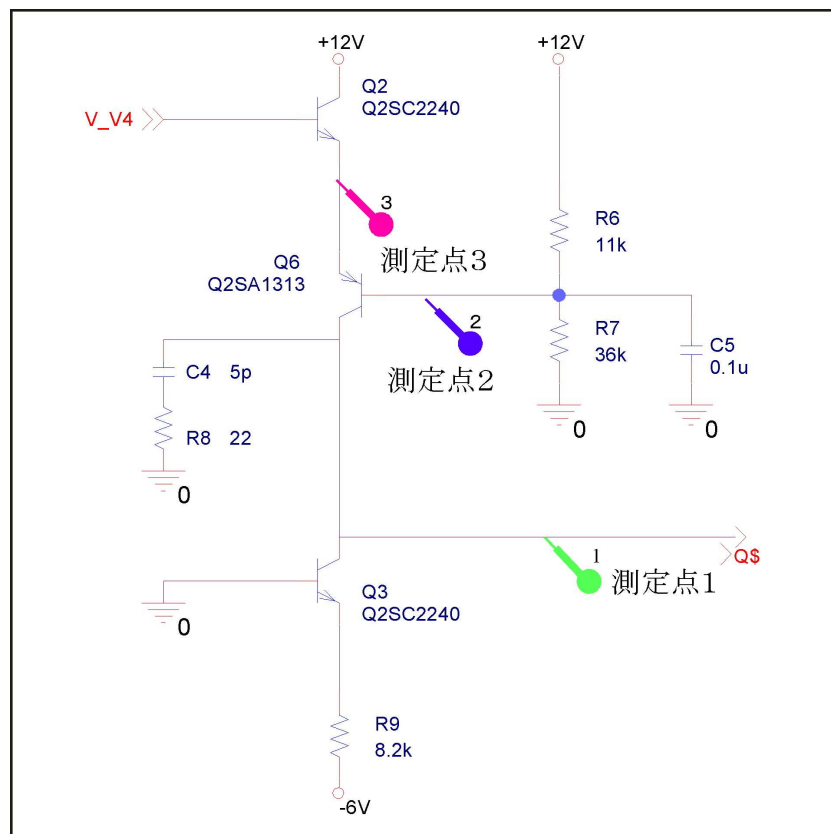 +12V
+12V
Q2
Q2SC2240
V_V4
3
測定点3
R6
11k
Q6
Q2SA1313
2
測定点2
R7
36k
C5
0.1u
C4 5p
R8 22
0
0
0
Q$
1
測定点1
Q3
Q2SC2240
0
R9
8.2k
-6V